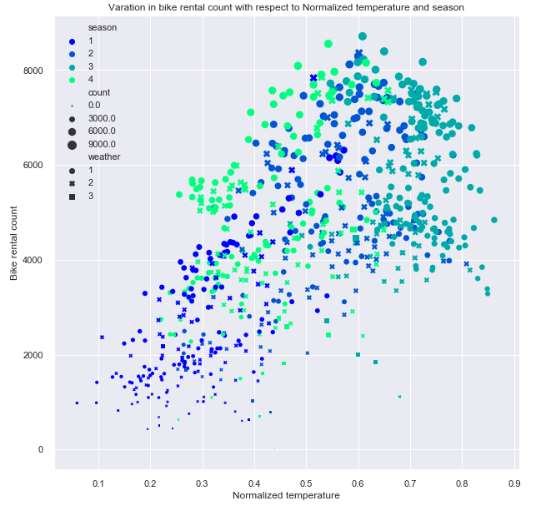 Varation in bike rental count with respect to Normalized temperature and season
season
1
2
3
4
count
0.0
3000.0
6000.0
9000.0
weather
1
2
3
8000
6000
4000
2000
0
Bike rental count
0.1 0.2 0.3 0.4 0.5 0.6 0.7 0.8 0.9
Normalized temperature